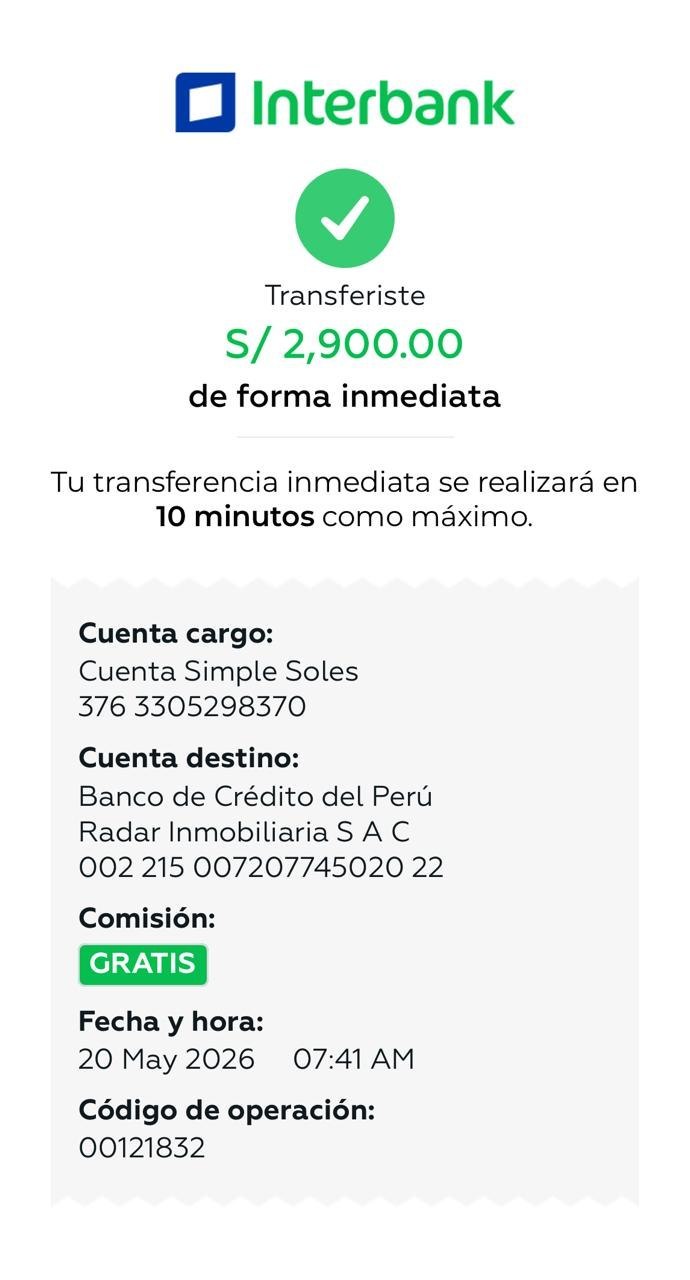 Interbank
Transferiste
S/ 2,900.00
de forma inmediata
Tu transferencia inmediata se realizará en
10 minutos como máximo.
Cuenta cargo:
Cuenta Simple Soles
376 3305298370
Cuenta destino:
Banco de Crédito del Perú
Radar Inmobiliaria S A C
002 215 007207745020 22
Comisión:
GRATIS
Fecha y hora:
20 May 2026 07:41 AM
Código de operación:
00121832